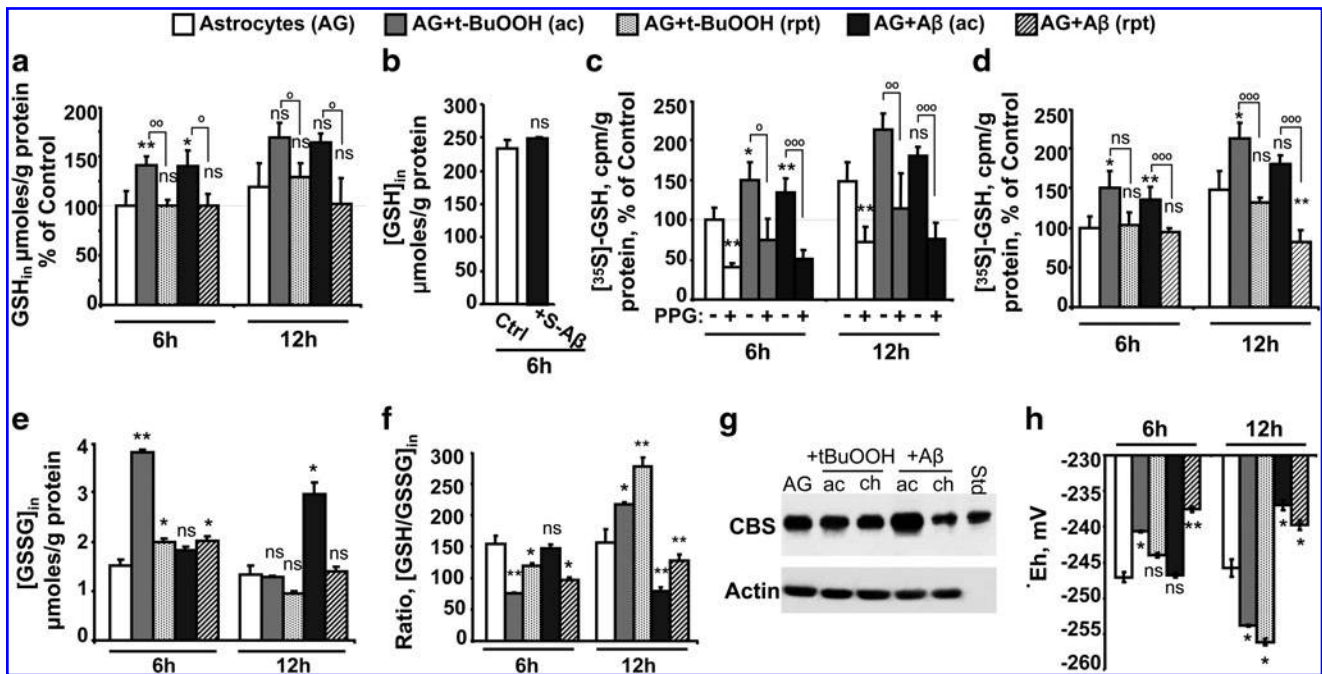 Astrocytes (AG) AG+t-BuOOH (ac) AG+t-BuOOH (rpt) AG+Aβ (ac) AG+Aβ (rpt)
a
GSHin μmoles/g protein
% of Control
200
150
100
50
0
** oo ns * o ns
ns o ns ns o ns
6h 12h
b
[GSH]in
μmoles/g protein
300
250
200
150
100
50
0
ns
Ctrl +S-Aβ
6h
c
[35S]-GSH, cpm/g
protein, % of Control
250
200
150
100
50
0
** * o ** ooo
** oo ns ooo
PPG: - + - + - + - + - + - +
6h 12h
d
[35S]-GSH, cpm/g
protein, % of Control
300
250
200
150
100
50
0
* ns ns ** ooo ns
* ooo ns ns ooo **
6h 12h
e
[GSSG]in
μmoles/g protein
4
3
2
1
0
** * ns *
ns ns * ns
6h 12h
f
Ratio, [GSH/GSSG]in
300
250
200
150
100
50
0
** * ns *
* ** ** **
6h 12h
g
+tBuOOH +Aβ
AG ac ch ac ch Std
CBS
Actin
h
6h 12h
˙Eh, mV
-230
-235
-240
-245
-250
-255
-260
* ns ns **
* * * *